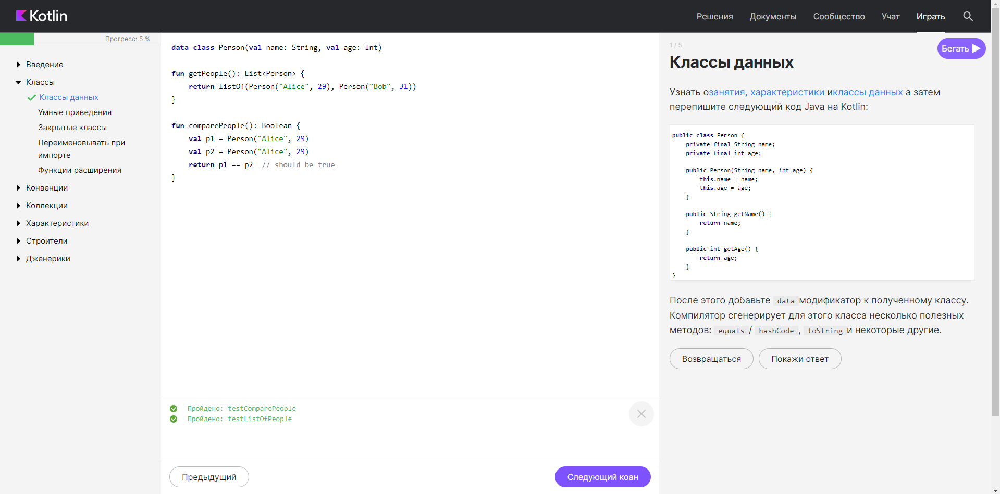 Kotlin
Решения
Документы
Сообщество
Учат
Играть
Прогресс: 5 %
Введение
Классы
Классы данных
Умные приведения
Закрытые классы
Переименовывать при
импорте
Функции расширения
Конвенции
Коллекции
Характеристики
Строители
Дженерики
data class Person(val name: String, val age: Int)
fun getPeople(): List<Person> {
    return listOf(Person("Alice", 29), Person("Bob", 31))
}
fun comparePeople(): Boolean {
    val p1 = Person("Alice", 29)
    val p2 = Person("Alice", 29)
    return p1 == p2  // should be true
}
Пройдено: testComparePeople
Пройдено: testListOfPeople
Предыдущий
Следующий коан
1 / 5
Бегать
Классы данных
Узнать озанятия, характеристики иклассы данных а затем
перепишите следующий код Java на Kotlin:
public class Person {
    private final String name;
    private final int age;
    public Person(String name, int age) {
        this.name = name;
        this.age = age;
    }
    public String getName() {
        return name;
    }
    public int getAge() {
        return age;
    }
}
После этого добавьте data модификатор к полученному классу.
Компилятор сгенерирует для этого класса несколько полезных
методов: equals / hashCode , toString и некоторые другие.
Возвращаться
Покажи ответ